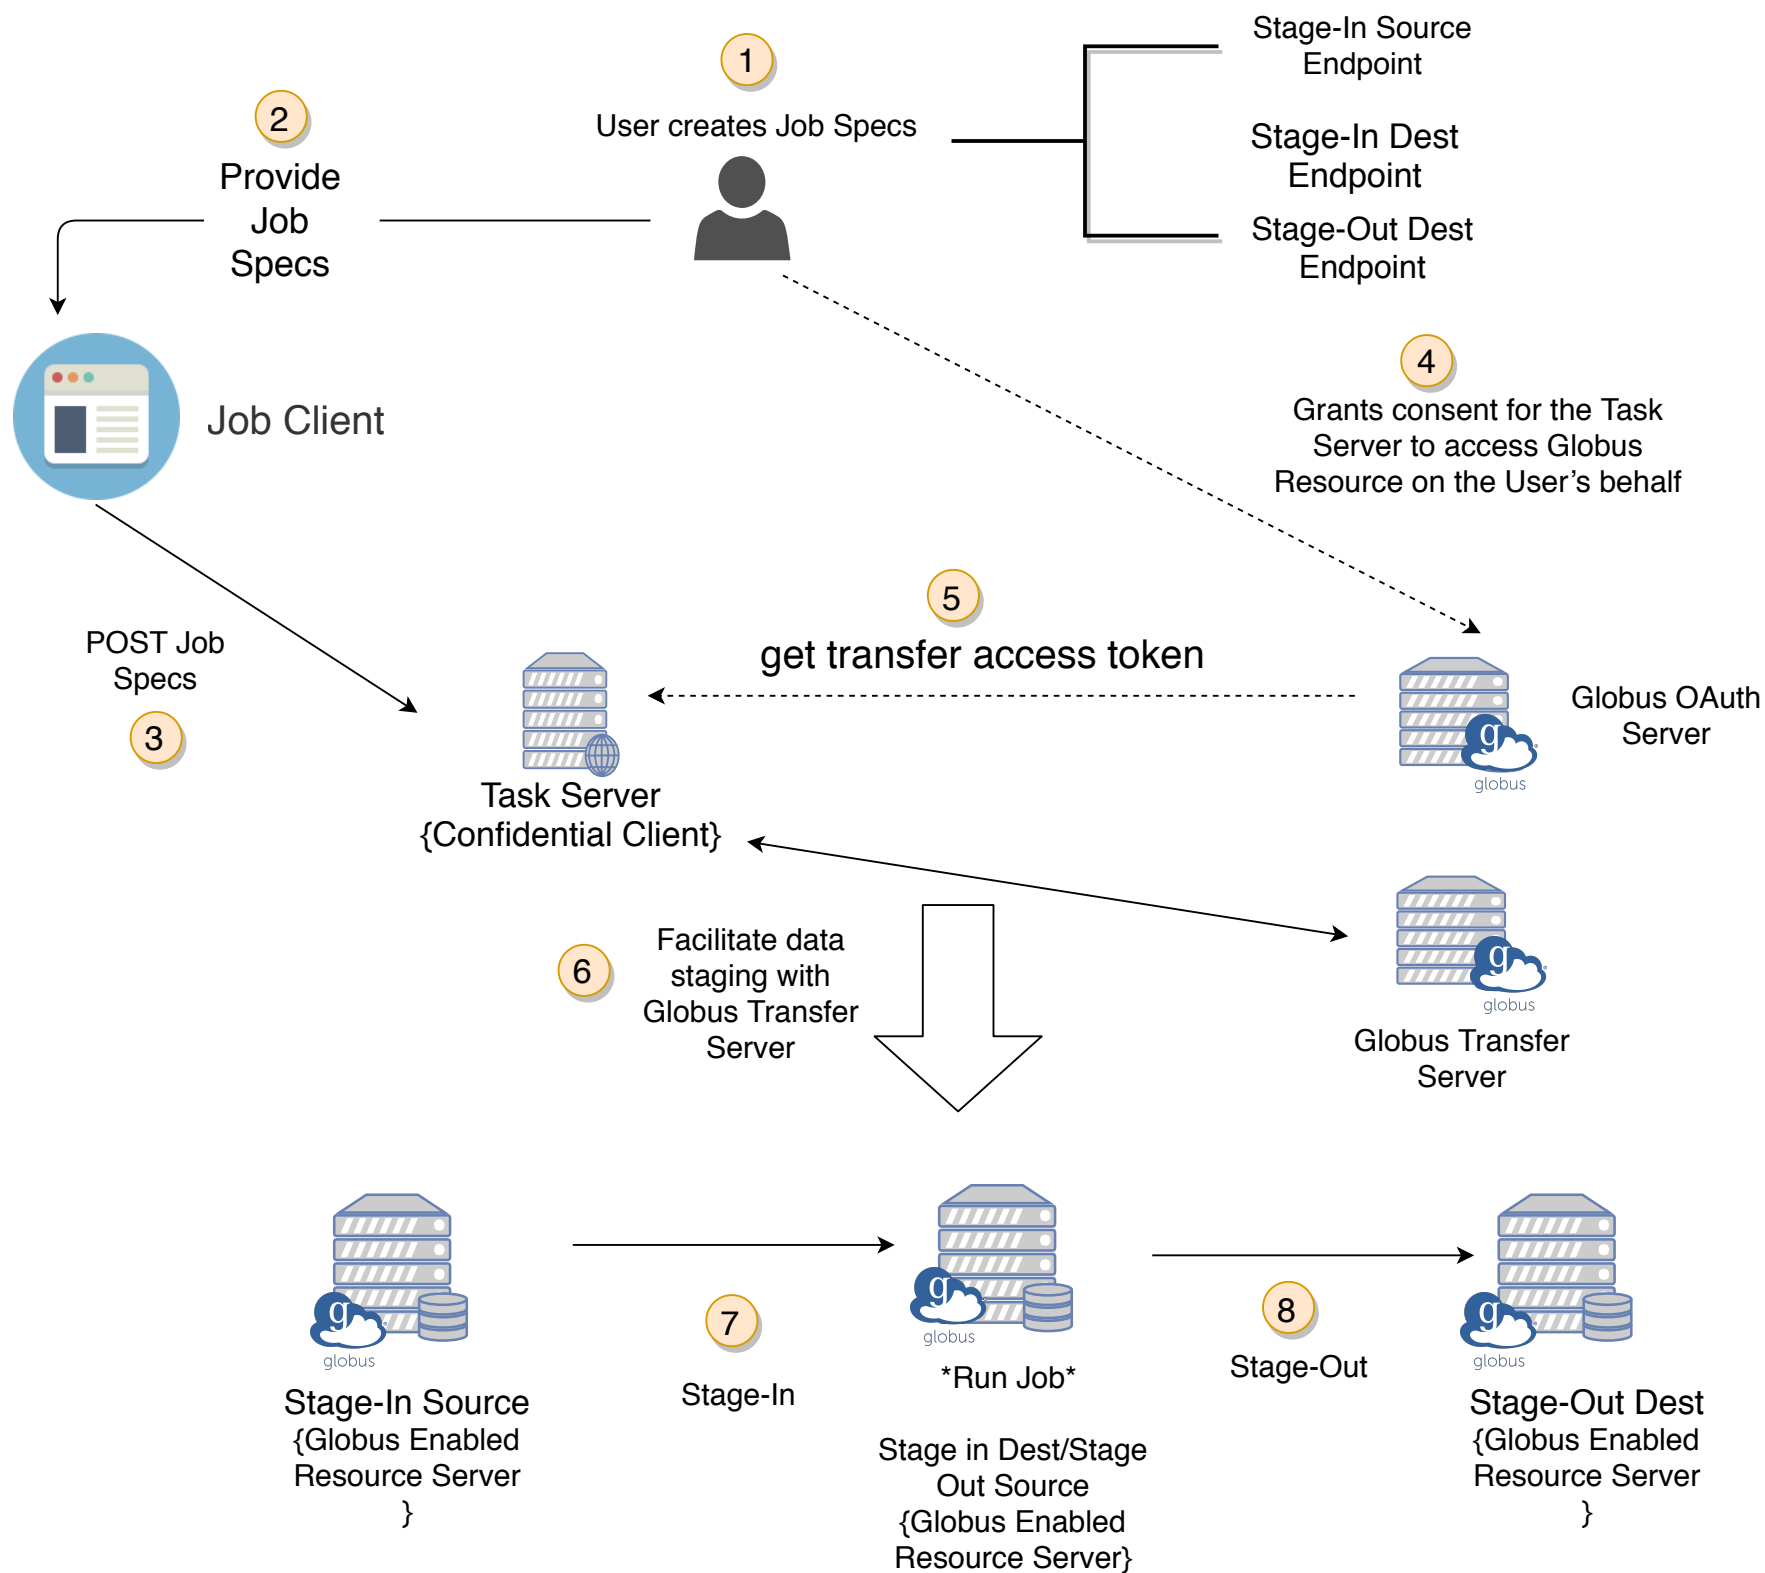 1
User creates Job Specs
Stage-In Source
Endpoint
Stage-In Dest
Endpoint
Stage-Out Dest
Endpoint
2
Provide
Job
Specs
Job Client
4
Grants consent for the Task
Server to access Globus
Resource on the User’s behalf
POST Job
Specs
3
5
get transfer access token
Task Server
{Confidential Client}
g
globus
Globus OAuth
Server
6
Facilitate data
staging with
Globus Transfer
Server
g
globus
Globus Transfer
Server
g
globus
Stage-In Source
{Globus Enabled
Resource Server
}
7
Stage-In
g
globus
*Run Job*
Stage in Dest/Stage
Out Source
{Globus Enabled
Resource Server}
8
Stage-Out
g
globus
Stage-Out Dest
{Globus Enabled
Resource Server
}